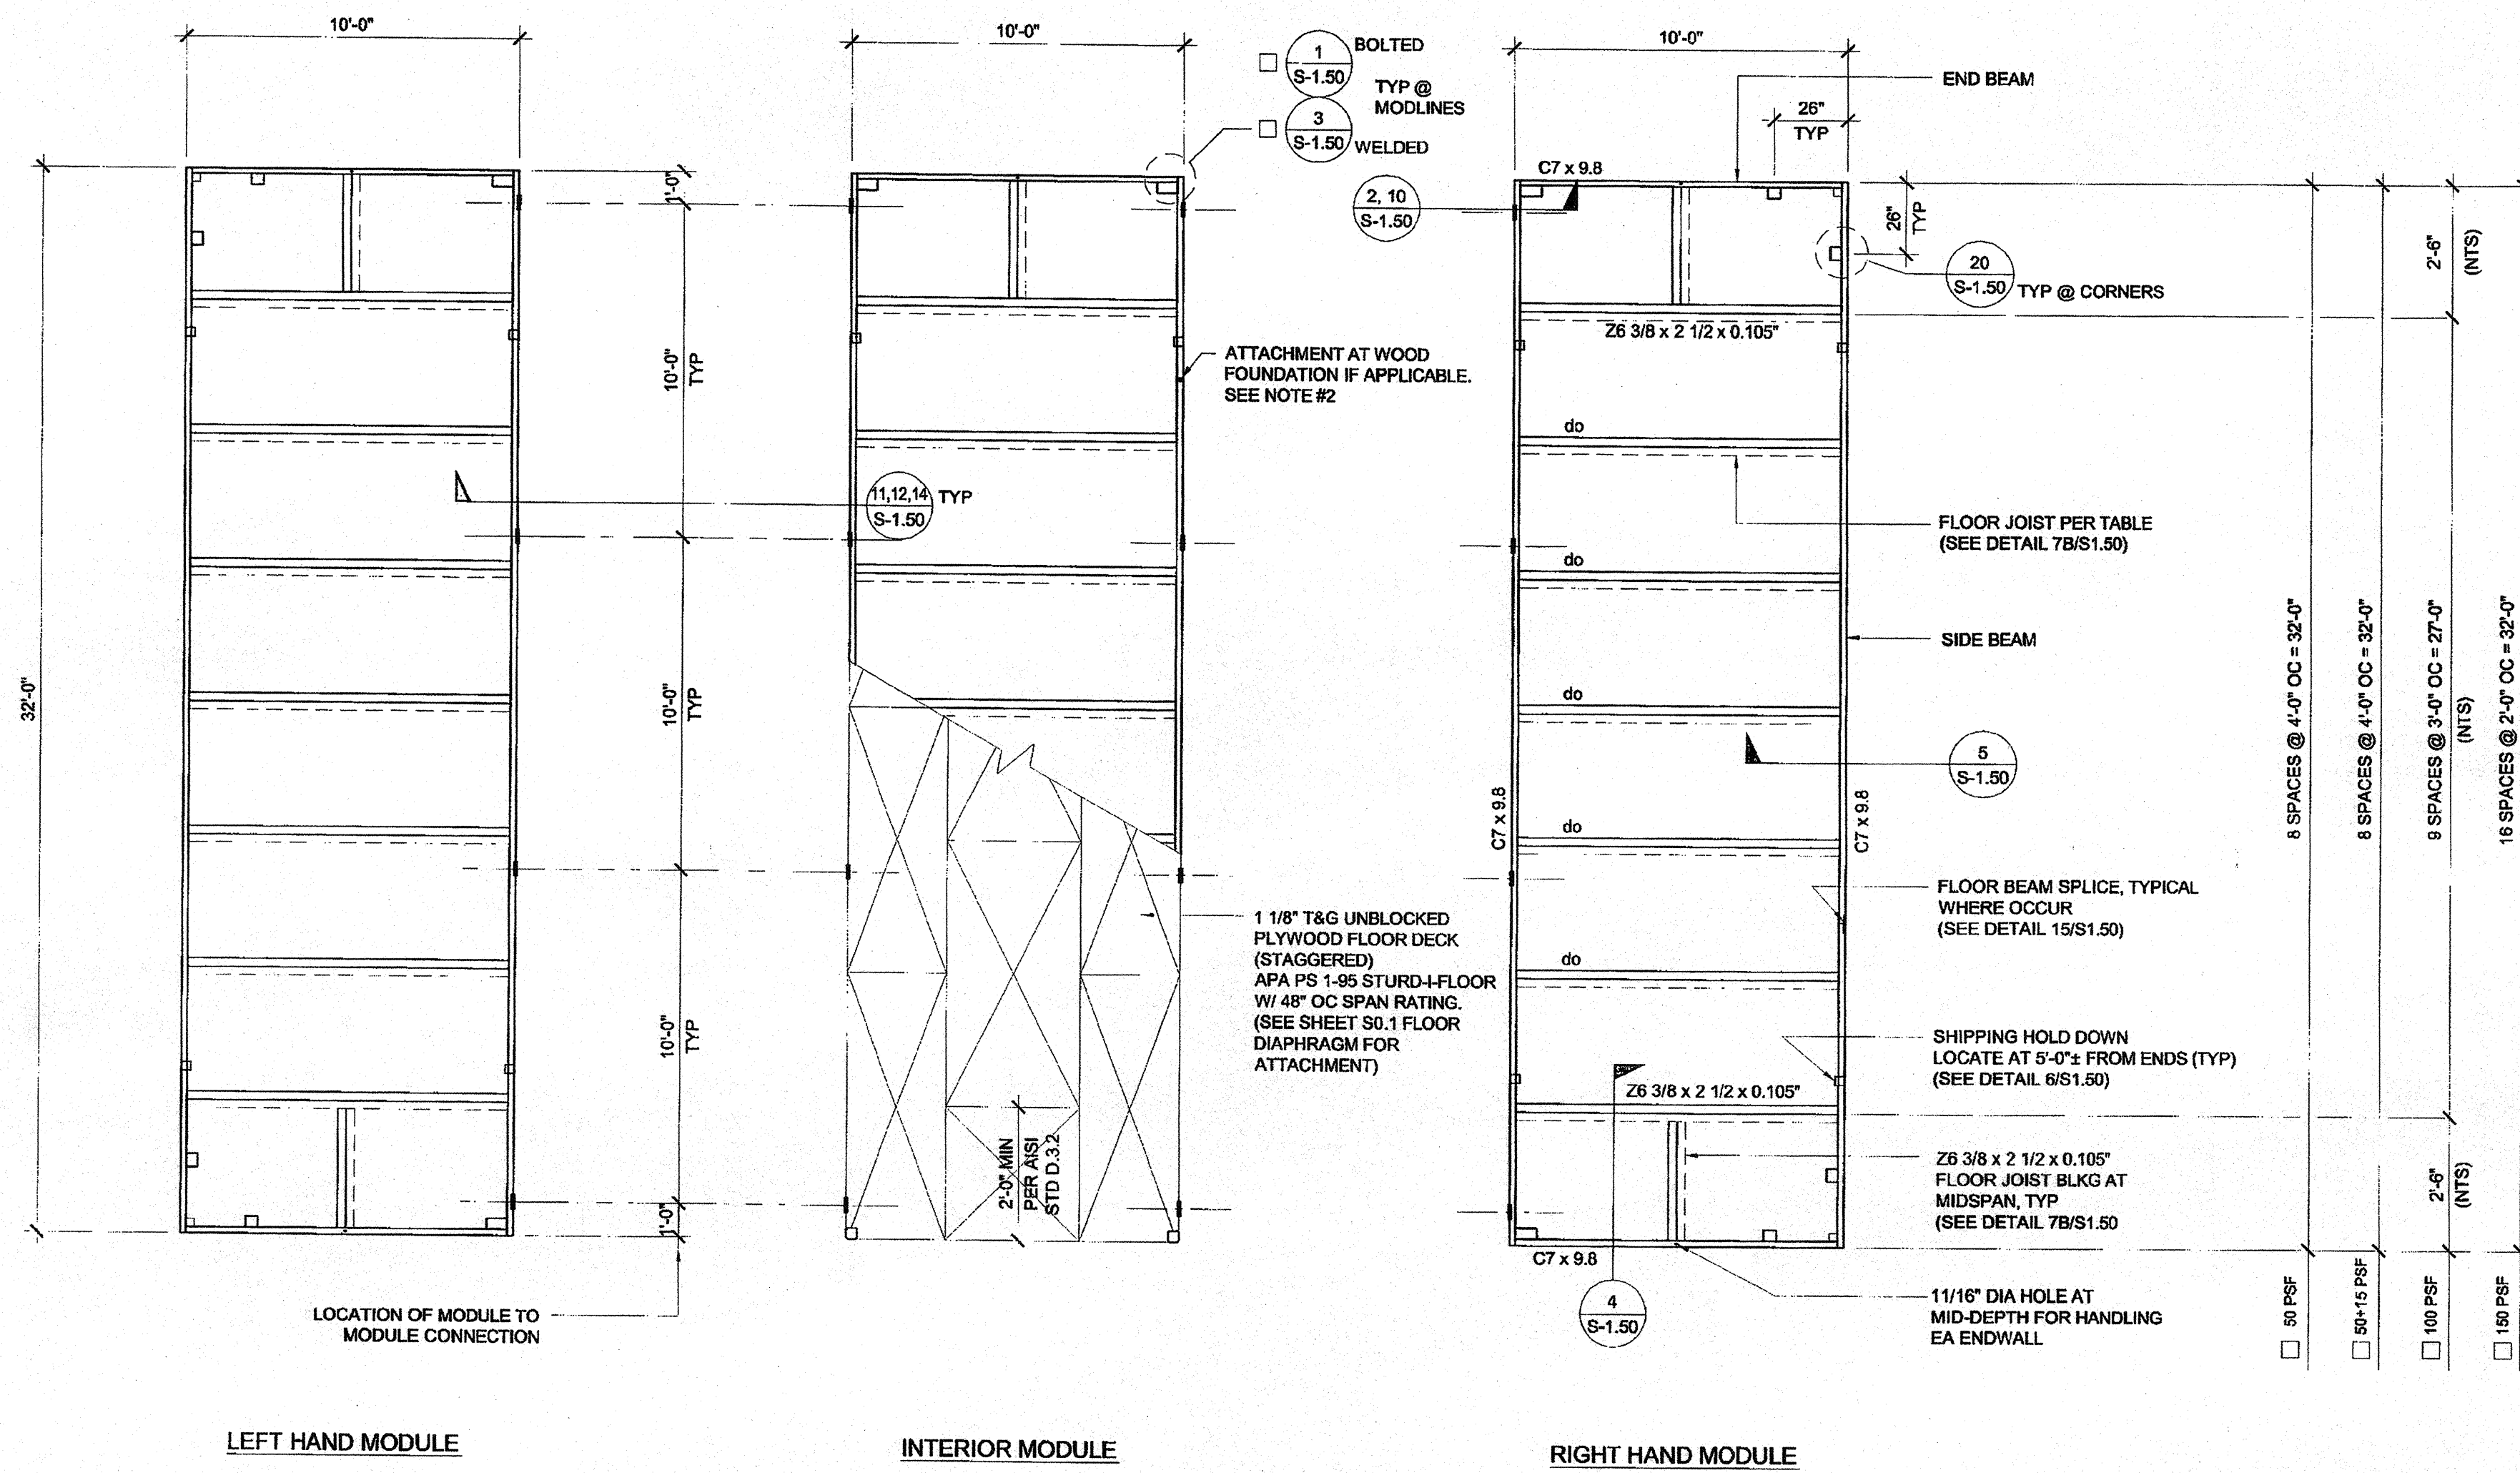 10'-0"
10'-0"
10'-0"
1
S-1.50
BOLTED
TYP @
MODLINES
3
S-1.50
WELDED
END BEAM
26"
TYP
C7 x 9.8
2, 10
S-1.50
26"
TYP
20
S-1.50
TYP @ CORNERS
2'-6"
(NTS)
1'-0"
10'-0"
TYP
Z6 3/8 x 2 1/2 x 0.105"
ATTACHMENT AT WOOD
FOUNDATION IF APPLICABLE.
SEE NOTE #2
do
11,12,14
S-1.50
TYP
FLOOR JOIST PER TABLE
(SEE DETAIL 7B/S1.50)
do
SIDE BEAM
32'-0"
10'-0"
TYP
do
5
S-1.50
C7 x 9.8
C7 x 9.8
8 SPACES @ 4'-0" OC = 32'-0"
8 SPACES @ 4'-0" OC = 32'-0"
9 SPACES @ 3'-0" OC = 27'-0"
(NTS)
16 SPACES @ 2'-0" OC = 32'-0"
do
FLOOR BEAM SPLICE, TYPICAL
WHERE OCCUR
(SEE DETAIL 15/S1.50)
1 1/8" T&G UNBLOCKED
PLYWOOD FLOOR DECK
(STAGGERED)
APA PS 1-95 STURD-I-FLOOR
W/ 48" OC SPAN RATING.
(SEE SHEET S0.1 FLOOR
DIAPHRAGM FOR
ATTACHMENT)
do
10'-0"
TYP
SHIPPING HOLD DOWN
LOCATE AT 5'-0"± FROM ENDS (TYP)
(SEE DETAIL 6/S1.50)
Z6 3/8 x 2 1/2 x 0.105"
2'-0" MIN
PER AISI
STD D.3.2
Z6 3/8 x 2 1/2 x 0.105"
FLOOR JOIST BLKG AT
MIDSPAN, TYP
(SEE DETAIL 7B/S1.50
2'-6"
(NTS)
1'-0"
C7 x 9.8
4
S-1.50
11/16" DIA HOLE AT
MID-DEPTH FOR HANDLING
EA ENDWALL
50 PSF
50+15 PSF
100 PSF
150 PSF
LOCATION OF MODULE TO
MODULE CONNECTION
LEFT HAND MODULE
INTERIOR MODULE
RIGHT HAND MODULE